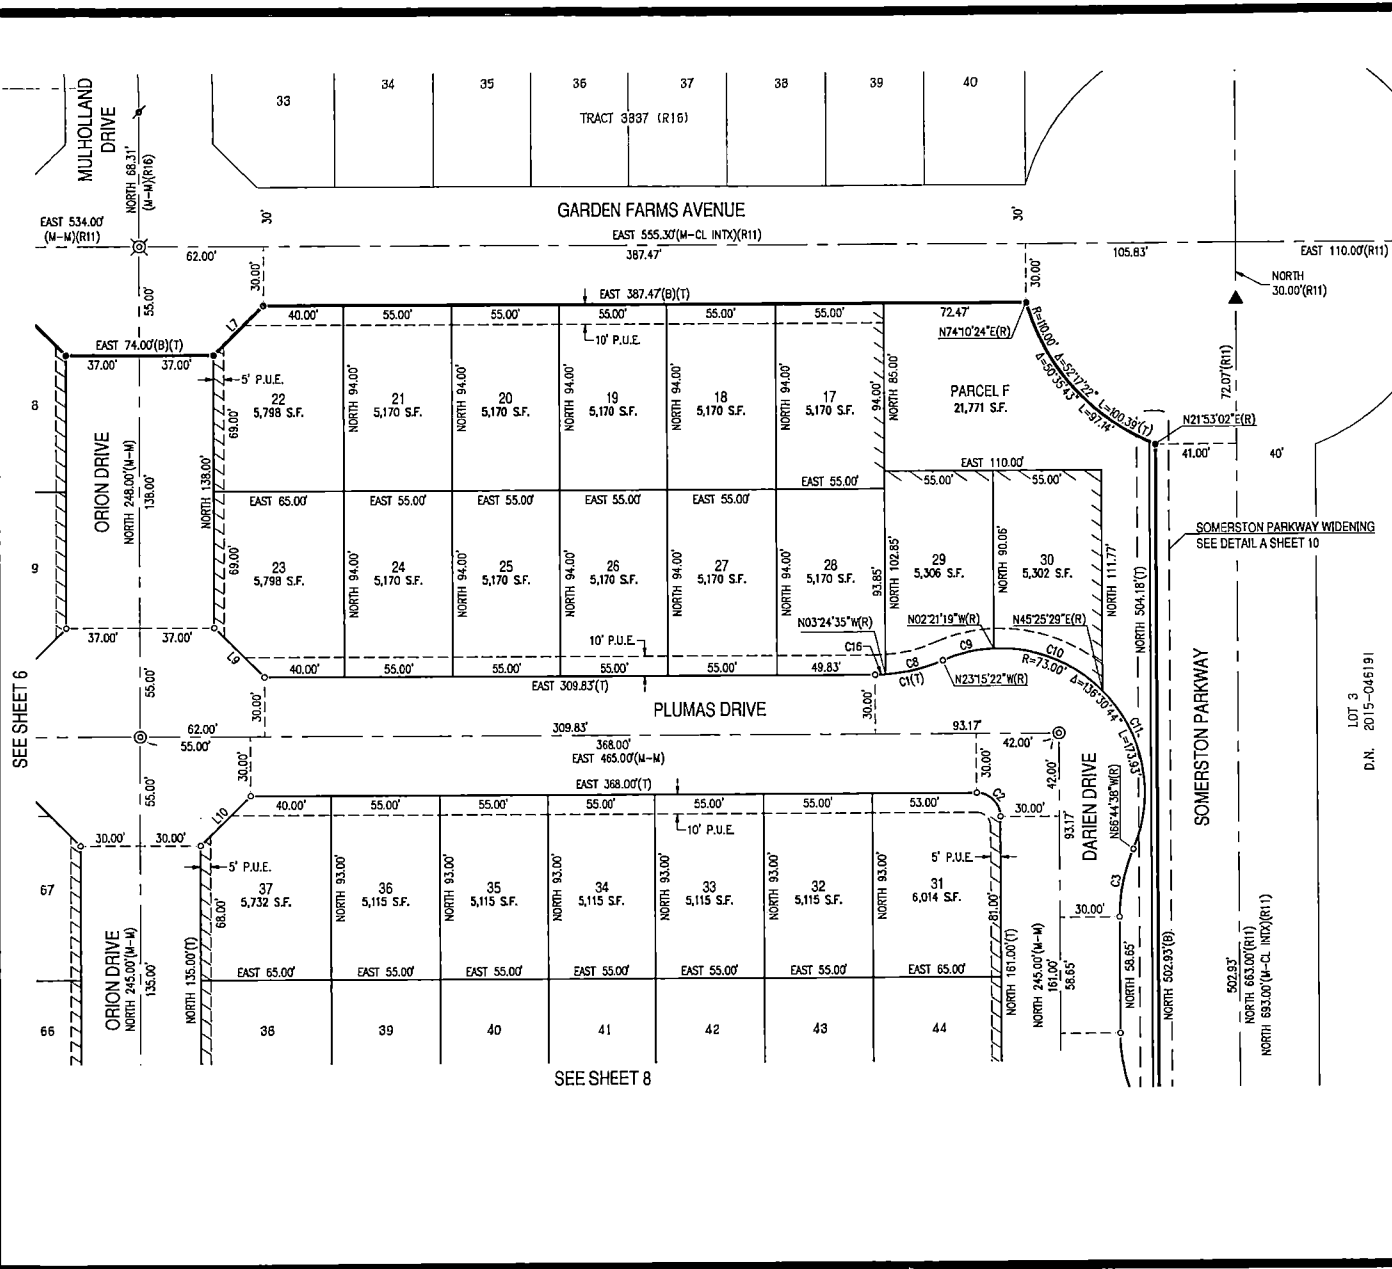 MULHOLLAND
DRIVE
NORTH 68.31'
(M-M)(R16)
33
34
35
36
37
38
39
40
TRACT 3837 (R16)
EAST 534.00'
(M-M)(R11)
30'
GARDEN FARMS AVENUE
30'
EAST 555.30'(M-CL INTX)(R11)
62.00'
387.47'
105.83'
EAST 110.00'(R11)
NORTH
30.00'(R11)
55.00'
30.00'
30.00'
EAST 387.47'(B)(T)
L7
40.00'
55.00'
55.00'
55.00'
55.00'
72.47'
N74°10'24"E(R)
10' P.U.E.
EAST 74.00'(B)(T)
37.00'
37.00'
5' P.U.E.
R=110.00' Δ=52°17'22" L=100.39'(T)
Δ=50°35'43" L=97.14'
72.07'(R11)
8
22
5,798 S.F.
69.00'
NORTH 94.00'
21
5,170 S.F.
NORTH 94.00'
20
5,170 S.F.
NORTH 94.00'
19
5,170 S.F.
NORTH 94.00'
18
5,170 S.F.
NORTH 94.00'
17
5,170 S.F.
94.00'
NORTH 85.00'
PARCEL F
21,771 S.F.
N21°53'02"E(R)
41.00'
40'
ORION DRIVE
NORTH 248.00'(M-M)
138.00'
NORTH 138.00'
EAST 65.00'
EAST 55.00'
EAST 55.00'
EAST 55.00'
EAST 55.00'
EAST 55.00'
EAST 110.00'
55.00'
55.00'
SOMERSTON PARKWAY WIDENING
SEE DETAIL A SHEET 10
9
69.00'
23
5,798 S.F.
NORTH 94.00'
24
5,170 S.F.
NORTH 94.00'
25
5,170 S.F.
NORTH 94.00'
26
5,170 S.F.
NORTH 94.00'
27
5,170 S.F.
NORTH 94.00'
28
5,170 S.F.
93.85'
NORTH 102.85'
29
5,306 S.F.
NORTH 90.06'
30
5,302 S.F.
NORTH 111.77'
NORTH 504.18'(T)
N03°24'35"W(R)
N02°21'19"W(R)
N45°25'29"E(R)
37.00'
37.00'
L9
10' P.U.E.
C16
C8
C9
C10
C1(T)
N23°15'22"W(R)
R=73.00' Δ=136°30'44" L=173.93'
C11
40.00'
55.00'
55.00'
55.00'
55.00'
49.83'
EAST 309.83'(T)
SEE SHEET 6
55.00'
30.00'
30.00'
PLUMAS DRIVE
62.00'
55.00'
309.83'
368.00'
EAST 465.00'(M-M)
93.17'
42.00'
42.00'
55.00'
30.00'
30.00'
EAST 368.00'(T)
L10
40.00'
55.00'
55.00'
55.00'
55.00'
55.00'
53.00'
C2
30.00'
93.17'
DARIEN DRIVE
N66°44'38"W(R)
SOMERSTON PARKWAY
LOT 3
D.N. 2015-046191
30.00'
30.00'
10' P.U.E.
5' P.U.E.
5' P.U.E.
67
37
5,732 S.F.
68.00'
NORTH 93.00'
36
5,115 S.F.
NORTH 93.00'
35
5,115 S.F.
NORTH 93.00'
34
5,115 S.F.
NORTH 93.00'
33
5,115 S.F.
NORTH 93.00'
32
5,115 S.F.
NORTH 93.00'
31
6,014 S.F.
81.00'
C3
30.00'
ORION DRIVE
NORTH 245.00'(M-M)
135.00'
NORTH 135.00'(T)
EAST 65.00'
EAST 55.00'
EAST 55.00'
EAST 55.00'
EAST 55.00'
EAST 55.00'
EAST 65.00'
NORTH 161.00'(T)
NORTH 245.00'(M-M)
161.00'
58.65'
NORTH 58.65'
NORTH 502.93'(B)
502.93'
NORTH 663.00'(R11)
NORTH 693.00'(M-CL INTX)(R11)
66
38
39
40
41
42
43
44
SEE SHEET 8